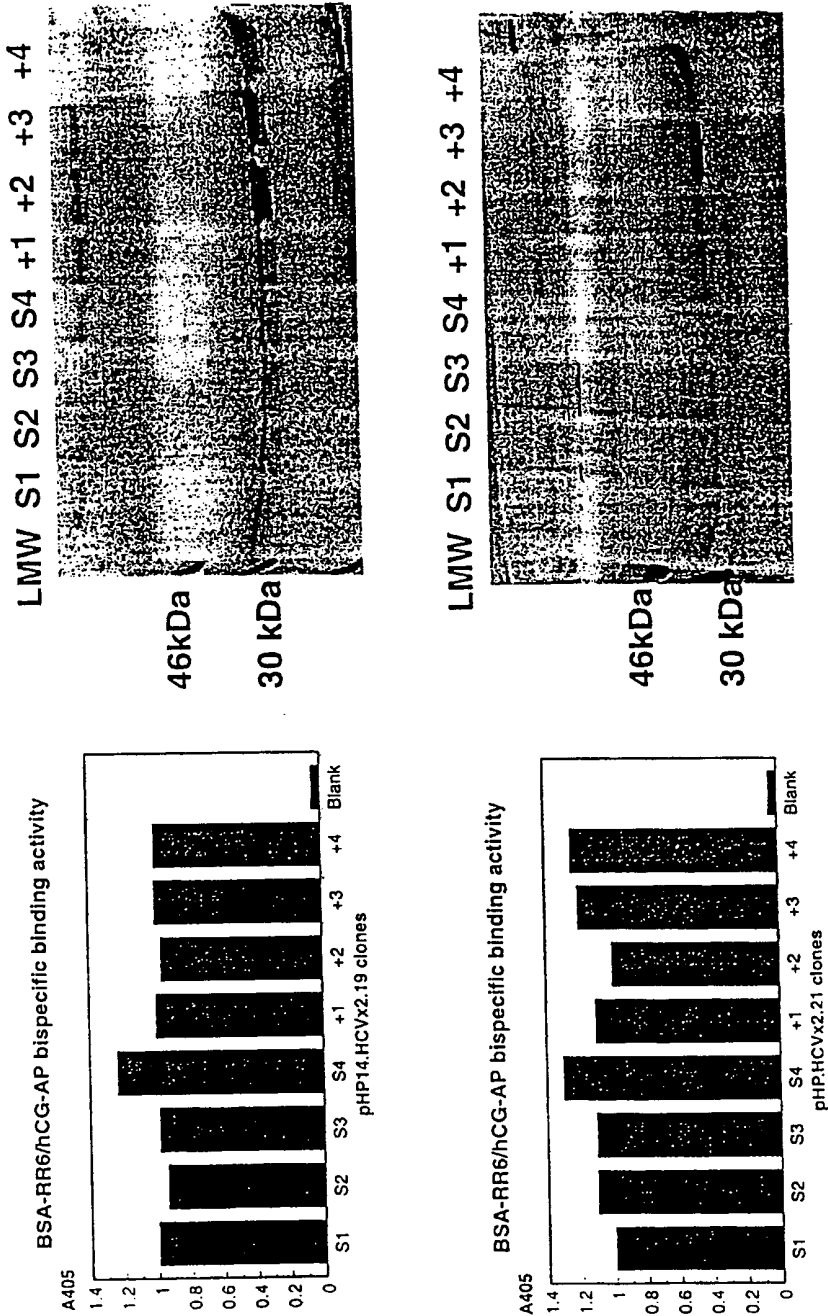 BSA-RR6/hCG-AP bispecific binding activity
A405
1.4
1.2
1
0.8
0.6
0.4
0.2
0
S1 S2 S3 S4 +1 +2 +3 +4 Blank
pHP14.HCVx2.19 clones
LMW S1 S2 S3 S4 +1 +2 +3 +4
46kDa
30 kDa
BSA-RR6/hCG-AP bispecific binding activity
A405
1.4
1.2
1
0.8
0.6
0.4
0.2
0
S1 S2 S3 S4 +1 +2 +3 +4 Blank
pHP.HCVx2.21 clones
LMW S1 S2 S3 S4 +1 +2 +3 +4
46kDa
30 kDa